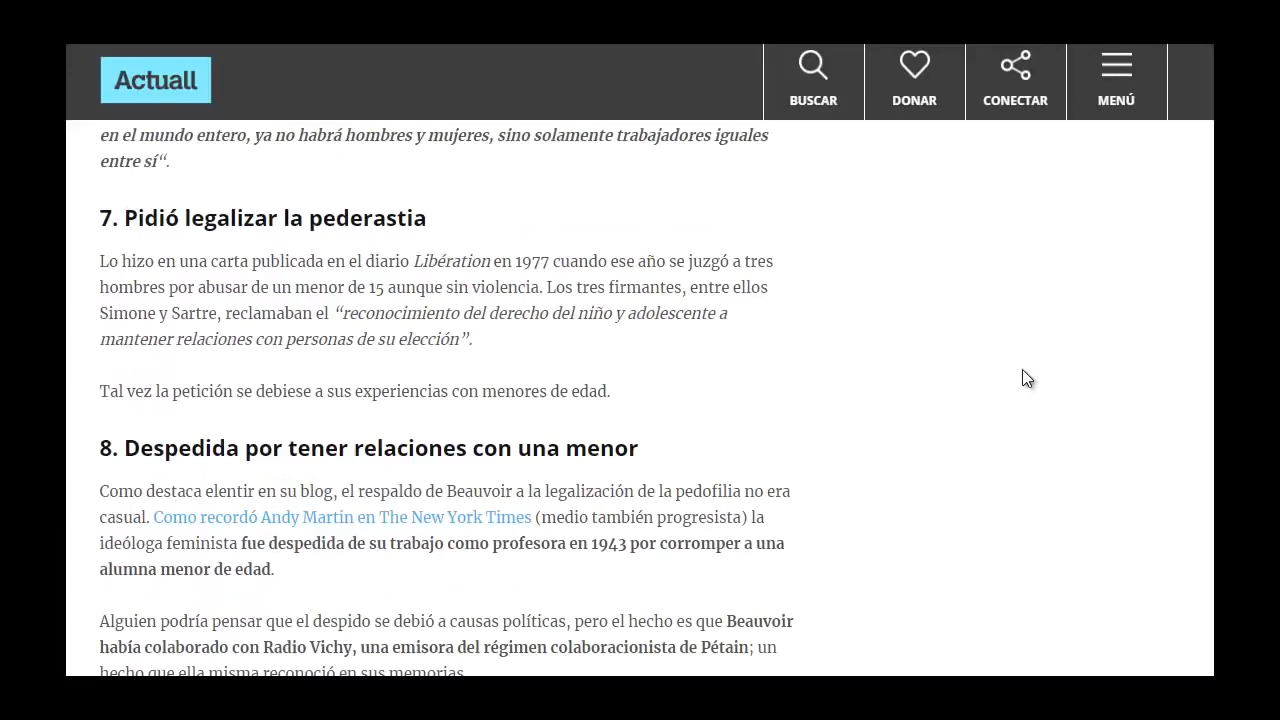 Actuall
BUSCAR
DONAR
CONECTAR
MENÚ
en el mundo entero, ya no habrá hombres y mujeres, sino solamente trabajadores iguales
entre sí“.
7. Pidió legalizar la pederastia
Lo hizo en una carta publicada en el diario Libération en 1977 cuando ese año se juzgó a tres
hombres por abusar de un menor de 15 aunque sin violencia. Los tres firmantes, entre ellos
Simone y Sartre, reclamaban el “reconocimiento del derecho del niño y adolescente a
mantener relaciones con personas de su elección”.
Tal vez la petición se debiese a sus experiencias con menores de edad.
8. Despedida por tener relaciones con una menor
Como destaca elentir en su blog, el respaldo de Beauvoir a la legalización de la pedofilia no era
casual. Como recordó Andy Martin en The New York Times (medio también progresista) la
ideóloga feminista fue despedida de su trabajo como profesora en 1943 por corromper a una
alumna menor de edad.
Alguien podría pensar que el despido se debió a causas políticas, pero el hecho es que Beauvoir
había colaborado con Radio Vichy, una emisora del régimen colaboracionista de Pétain; un
hecho que ella misma reconoció en sus memorias.